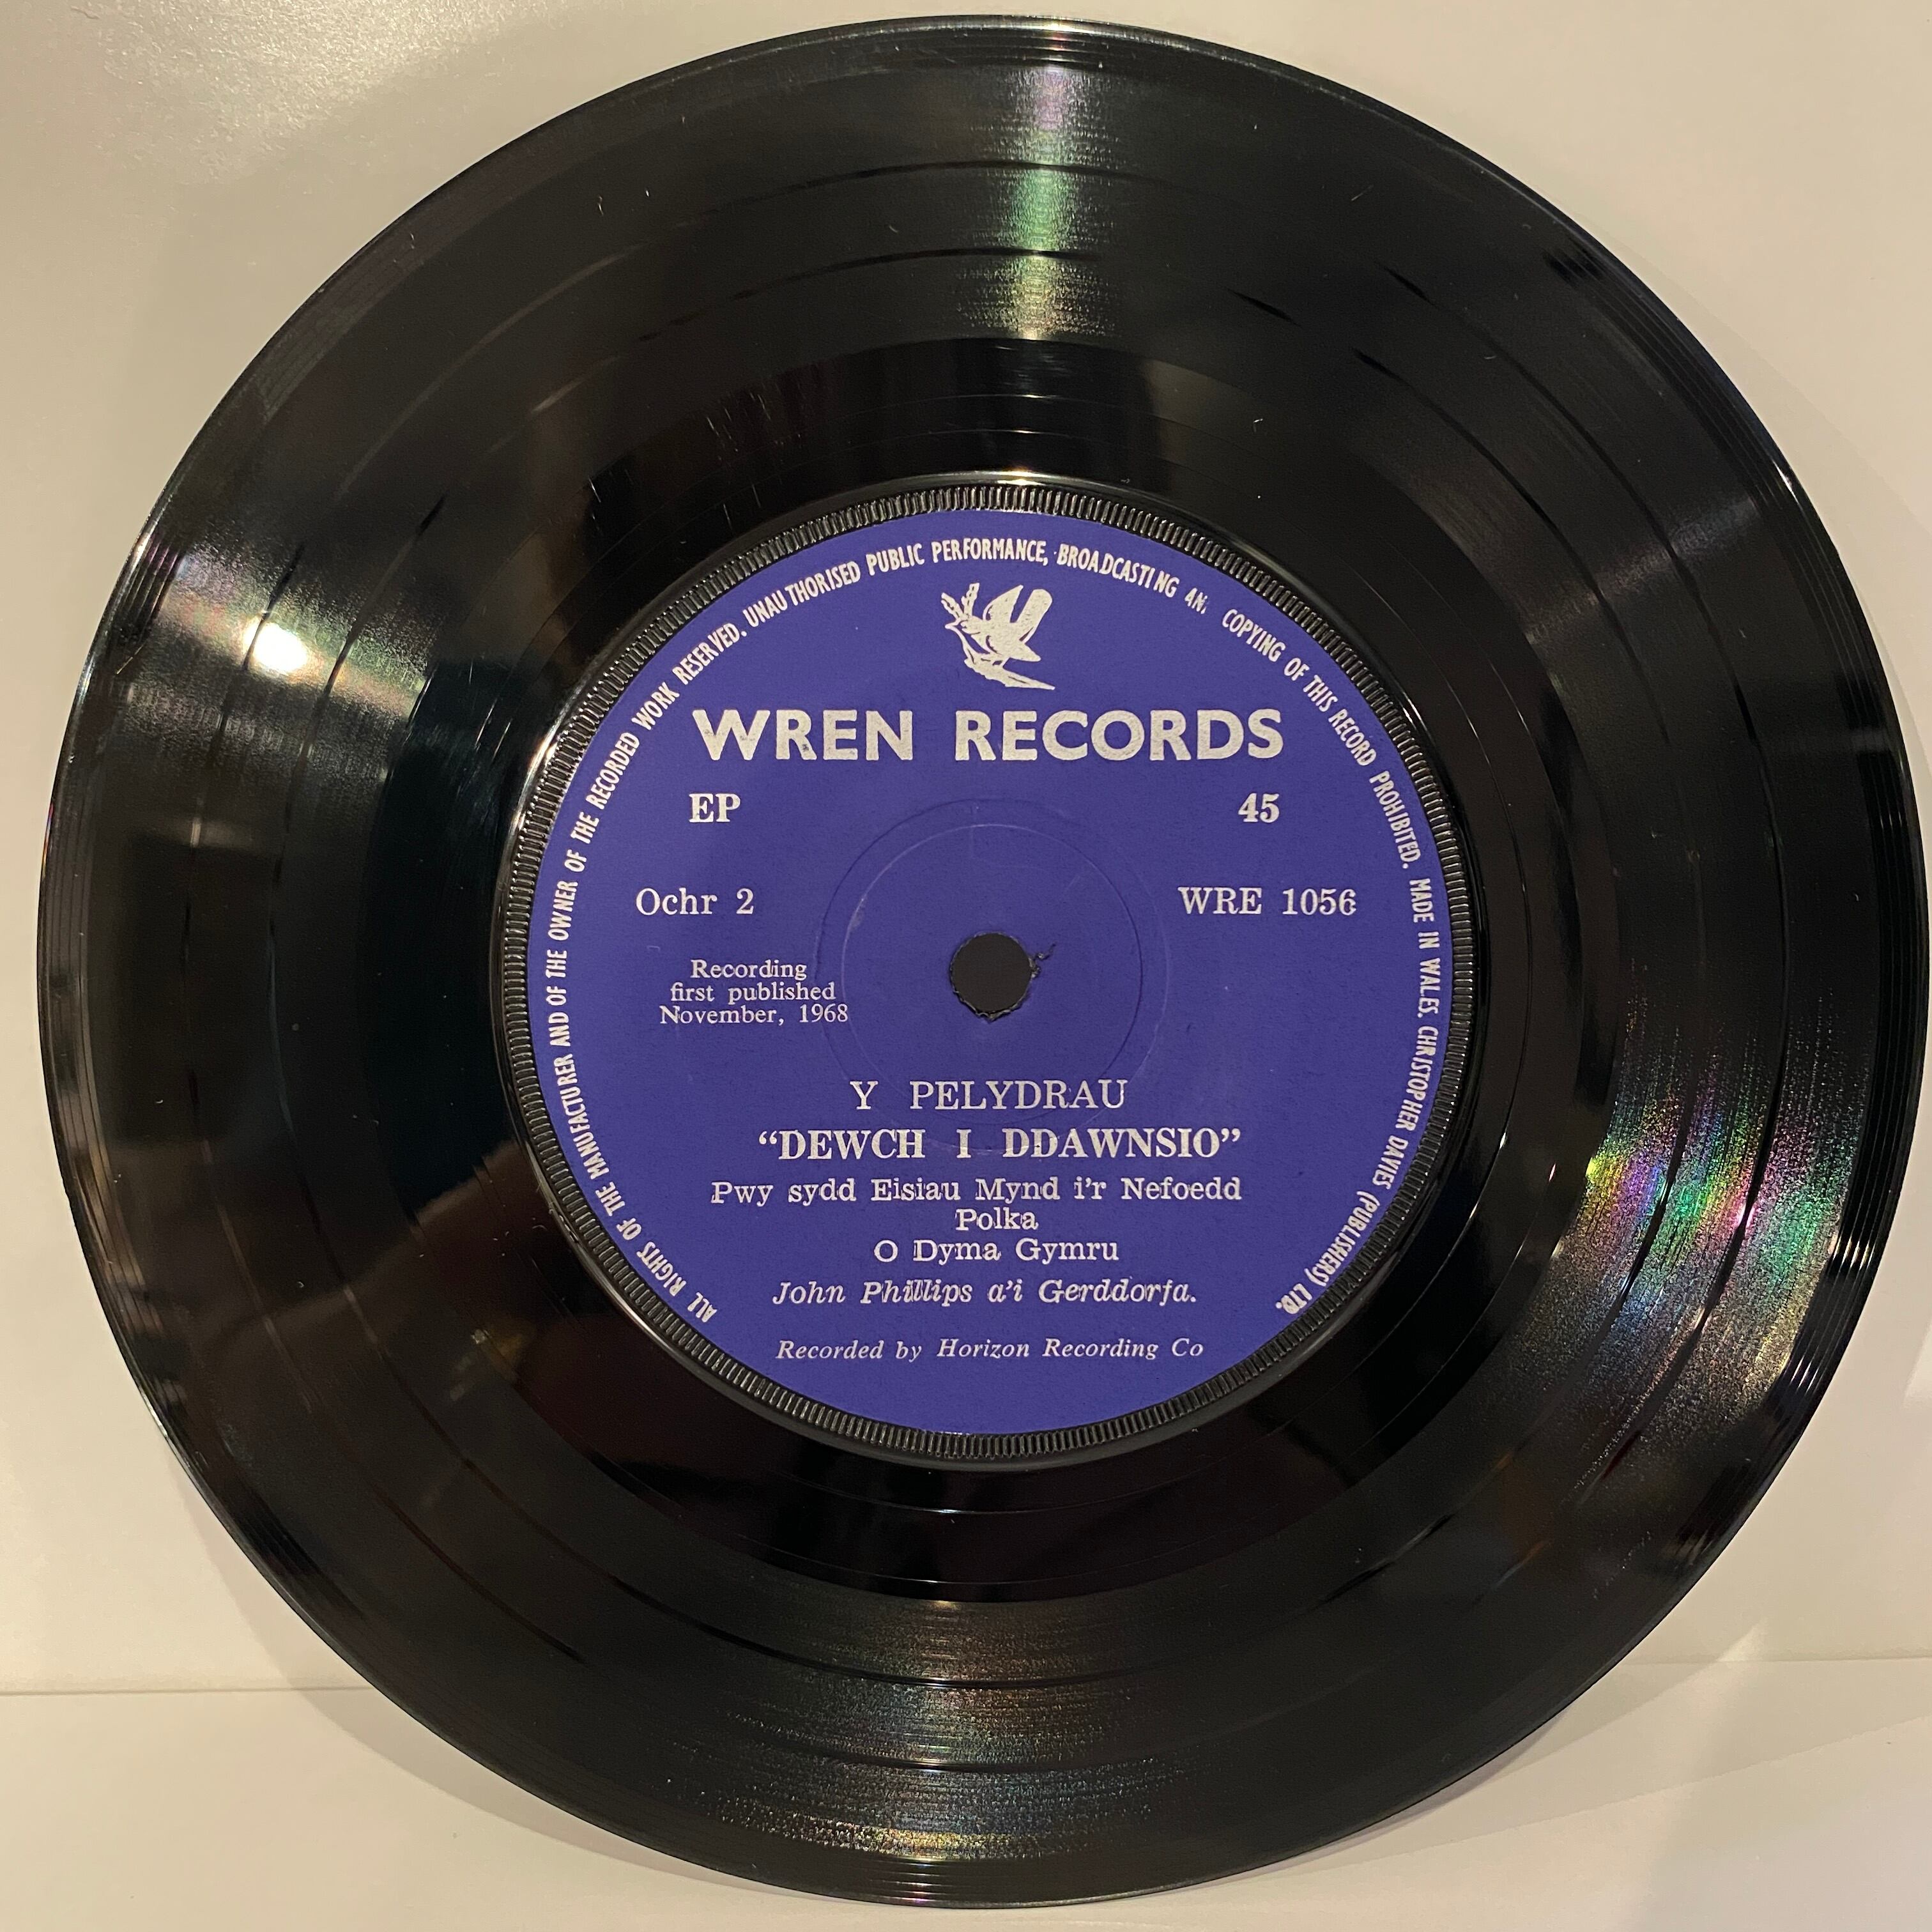 ALL RIGHTS OF THE MANUFACTURER AND OF THE OWNER OF THE RECORDED WORK RESERVED. UNAUTHORISED PUBLIC PERFORMANCE, BROADCASTING AN COPYING OF THIS RECORD PROHIBITED. MADE IN WALES. CHRISTOPHER DAVIES (PUBLISHERS) LTD.
WREN RECORDS
EP 45
Ochr 2 WRE 1056
Recording
first published
November, 1968
Y PELYDRAU
“DEWCH I DDAWNSIO”
Pwy sydd Eisiau Mynd i'r Nefoedd
Polka
O Dyma Gymru
John Phillips a'i Gerddorfa.
Recorded by Horizon Recording Co